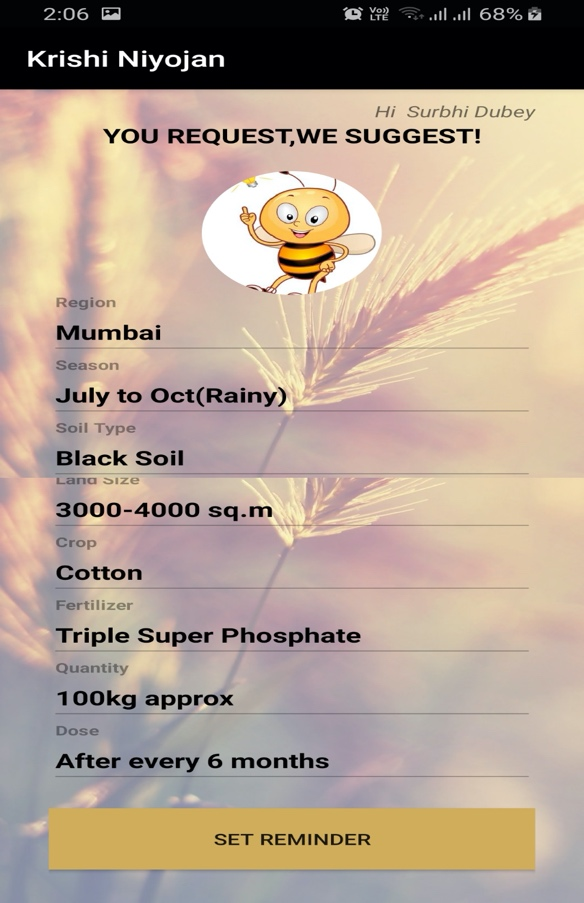 2:06
Vo)) LTE
68%
Krishi Niyojan
Hi Surbhi Dubey
YOU REQUEST,WE SUGGEST!
Region
Mumbai
Season
July to Oct(Rainy)
Soil Type
Black Soil
Land Size
3000-4000 sq.m
Crop
Cotton
Fertilizer
Triple Super Phosphate
Quantity
100kg approx
Dose
After every 6 months
SET REMINDER